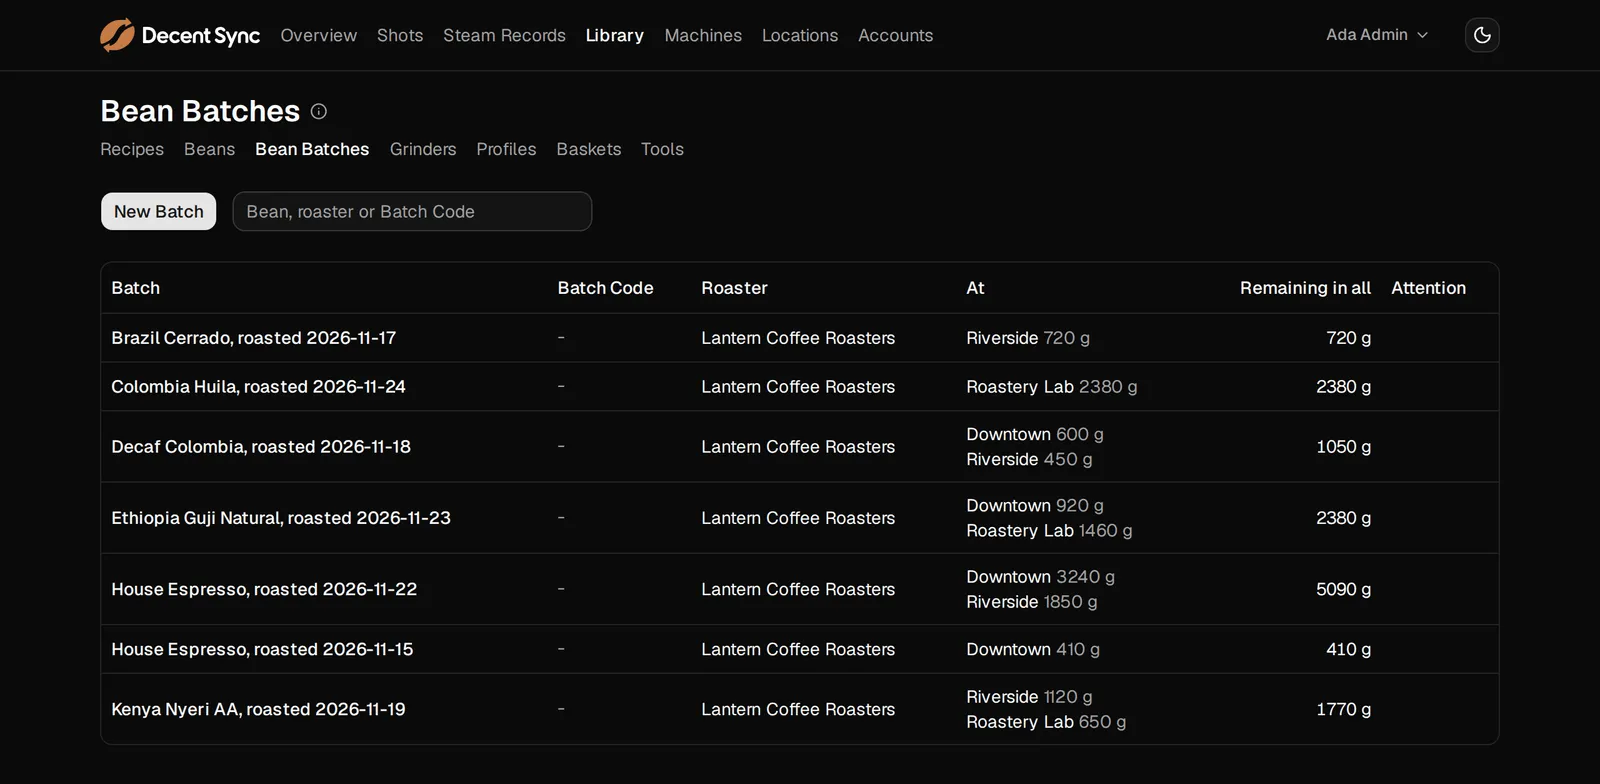 Decent Sync Overview Shots Steam Records Library Machines Locations Accounts Ada Admin
Bean Batches
Recipes Beans Bean Batches Grinders Profiles Baskets Tools
New Batch Bean, roaster or Batch Code
Batch Batch Code Roaster At Remaining in all Attention
Brazil Cerrado, roasted 2026-11-17 - Lantern Coffee Roasters Riverside 720 g 720 g
Colombia Huila, roasted 2026-11-24 - Lantern Coffee Roasters Roastery Lab 2380 g 2380 g
Decaf Colombia, roasted 2026-11-18 - Lantern Coffee Roasters Downtown 600 g 1050 g
Riverside 450 g
Ethiopia Guji Natural, roasted 2026-11-23 - Lantern Coffee Roasters Downtown 920 g 2380 g
Roastery Lab 1460 g
House Espresso, roasted 2026-11-22 - Lantern Coffee Roasters Downtown 3240 g 5090 g
Riverside 1850 g
House Espresso, roasted 2026-11-15 - Lantern Coffee Roasters Downtown 410 g 410 g
Kenya Nyeri AA, roasted 2026-11-19 - Lantern Coffee Roasters Riverside 1120 g 1770 g
Roastery Lab 650 g